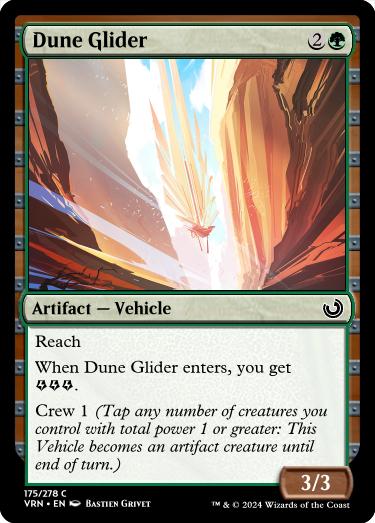 Dune Glider 2
Artifact — Vehicle
Reach
When Dune Glider enters, you get
.
Crew 1 (Tap any number of creatures you
control with total power 1 or greater: This
Vehicle becomes an artifact creature until
end of turn.)
3/3
175/278 C
VRN • EN Bastien Grivet
™ & © 2024 Wizards of the Coast